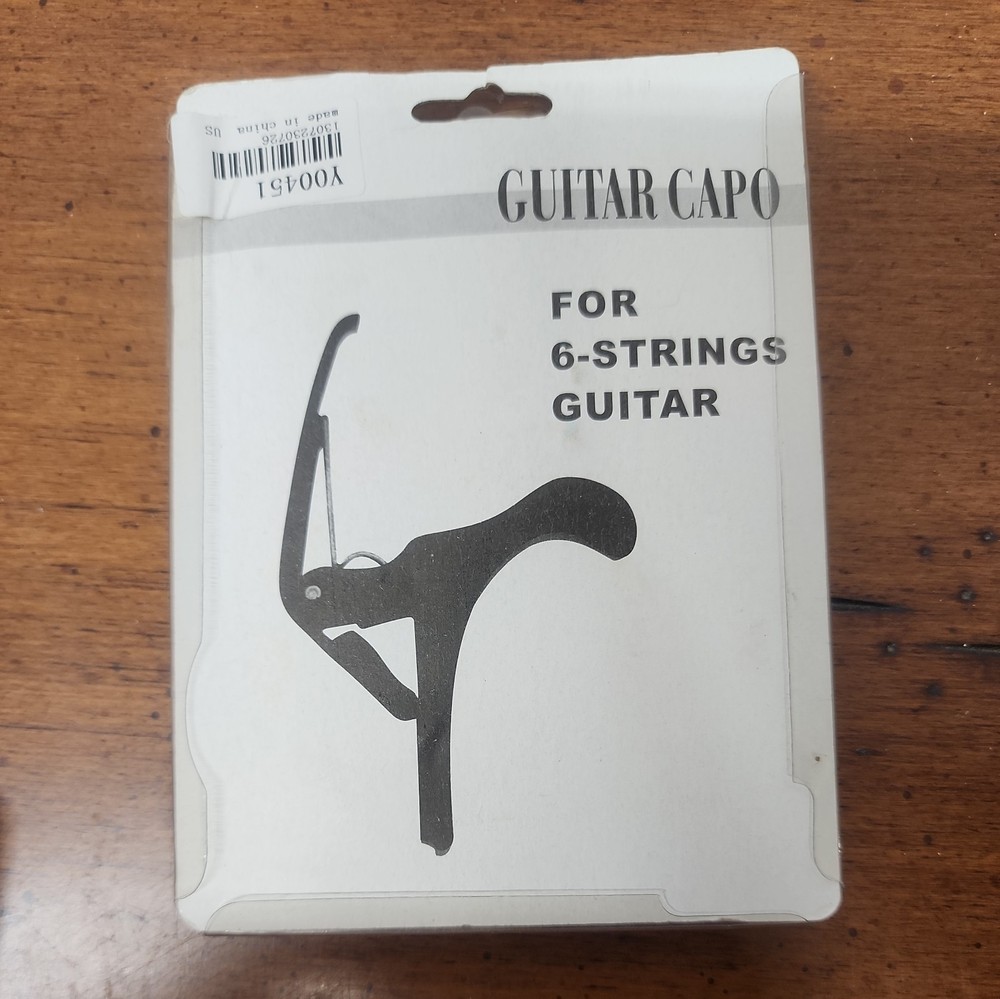 Y00451
1307230726
made in china US
GUITAR CAPO
FOR
6-STRINGS
GUITAR